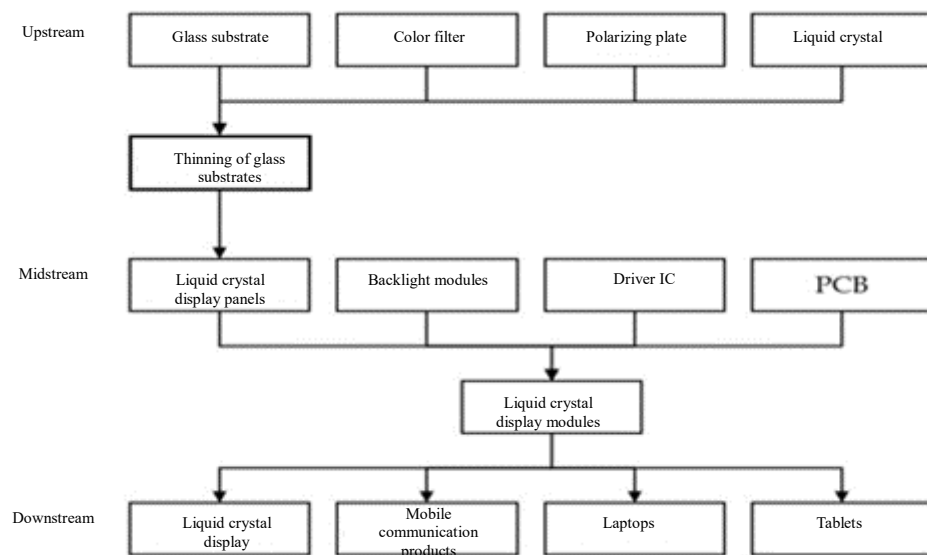 Upstream
Glass substrate
Color filter
Polarizing plate
Liquid crystal
Thinning of glass
substrates
Midstream
Liquid crystal
display panels
Backlight modules
Driver IC
PCB
Liquid crystal
display modules
Downstream
Liquid crystal
display
Mobile
communication
products
Laptops
Tablets